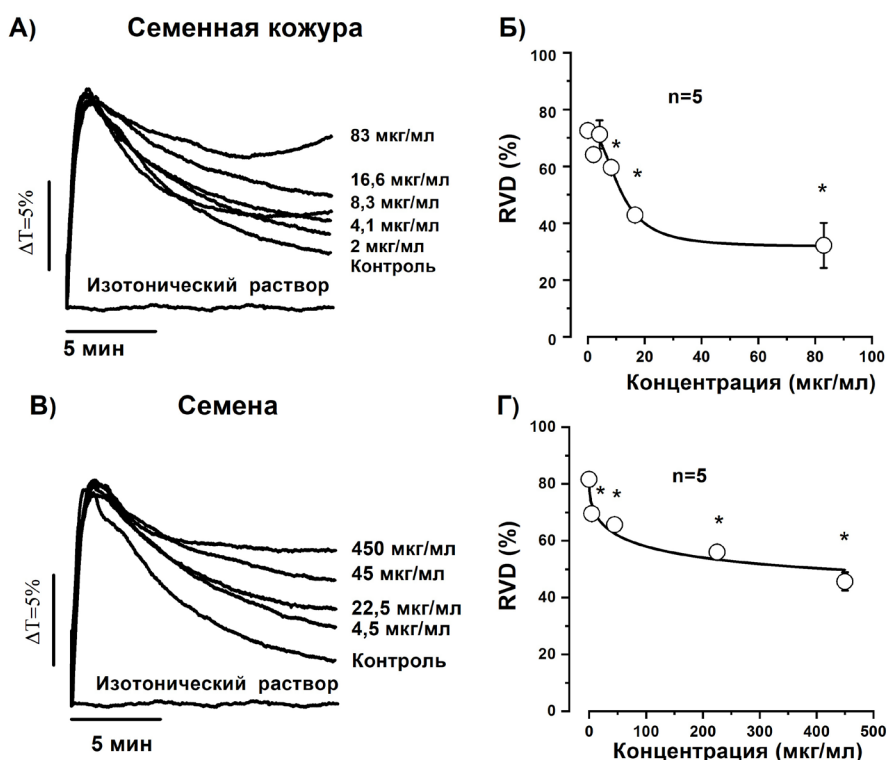 А) Семенная кожура
ΔT=5%
83 мкг/мл
16,6 мкг/мл
8,3 мкг/мл
4,1 мкг/мл
2 мкг/мл
Контроль
Изотонический раствор
5 мин
Б)
RVD (%)
100
80
60
40
20
0
n=5
*
*
*
0 20 40 60 80 100
Концентрация (мкг/мл)
В) Семена
ΔT=5%
450 мкг/мл
45 мкг/мл
22,5 мкг/мл
4,5 мкг/мл
Контроль
Изотонический раствор
5 мин
Г)
RVD (%)
100
80
60
40
20
0
n=5
* *
*
*
0 100 200 300 400 500
Концентрация (мкг/мл)